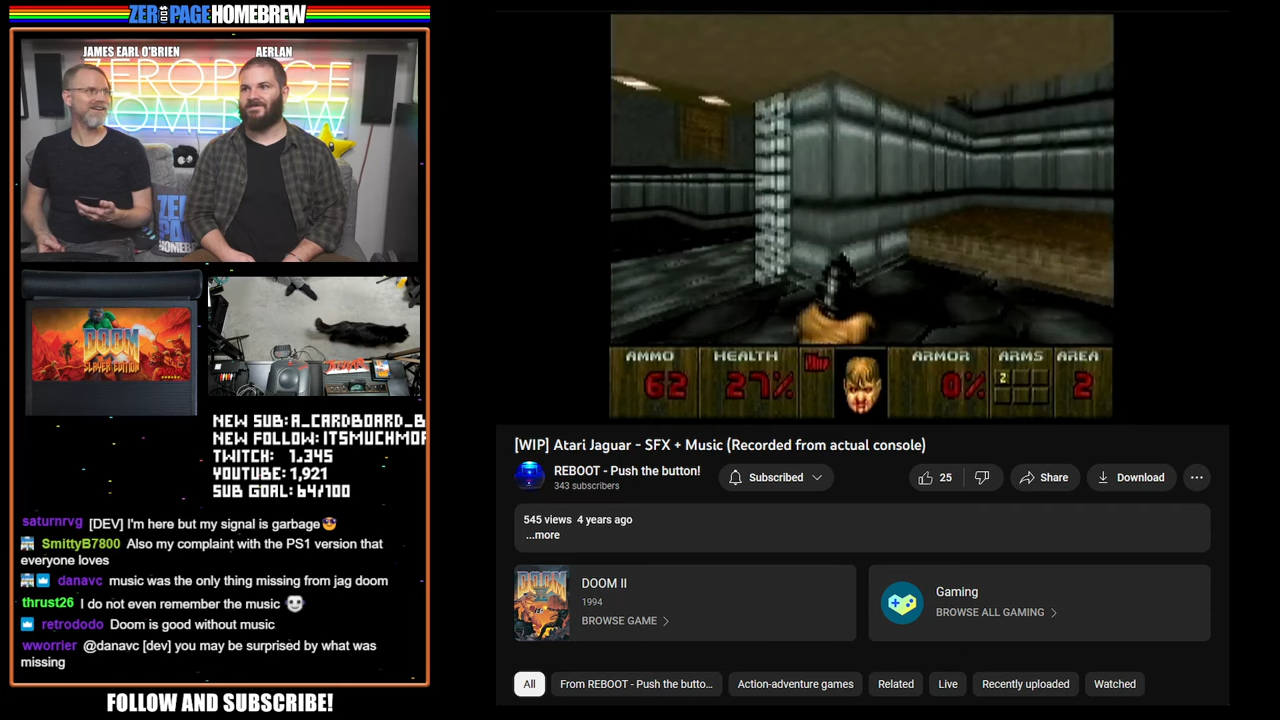 ZERO PAGE HOMEBREW
JAMES EARL O'BRIEN
AERLAN
ZEROPAGE
HOMEBREW
DOOM
SLAYER EDITION
NEW SUB: A_CARDBOARD_B
NEW FOLLOW: ITSMUCHMOR
TWITCH: 1,345
YOUTUBE: 1,921
SUB GOAL: 64/100
saturnrvg [DEV] I'm here but my signal is garbage
SmittyB7800 Also my complaint with the PS1 version that
everyone loves
danavc music was the only thing missing from jag doom
thrust26 I do not even remember the music
retrododo Doom is good without music
wworrier @danavc [dev] you may be surprised by what was
missing
FOLLOW AND SUBSCRIBE!
AMMO HEALTH ARMOR ARMS AREA
62 27% 0% 2 2
[WIP] Atari Jaguar - SFX + Music (Recorded from actual console)
REBOOT - Push the button!
343 subscribers
Subscribed
25
Share
Download
545 views 4 years ago
...more
DOOM II
1994
BROWSE GAME
Gaming
BROWSE ALL GAMING
All
From REBOOT - Push the butto...
Action-adventure games
Related
Live
Recently uploaded
Watched